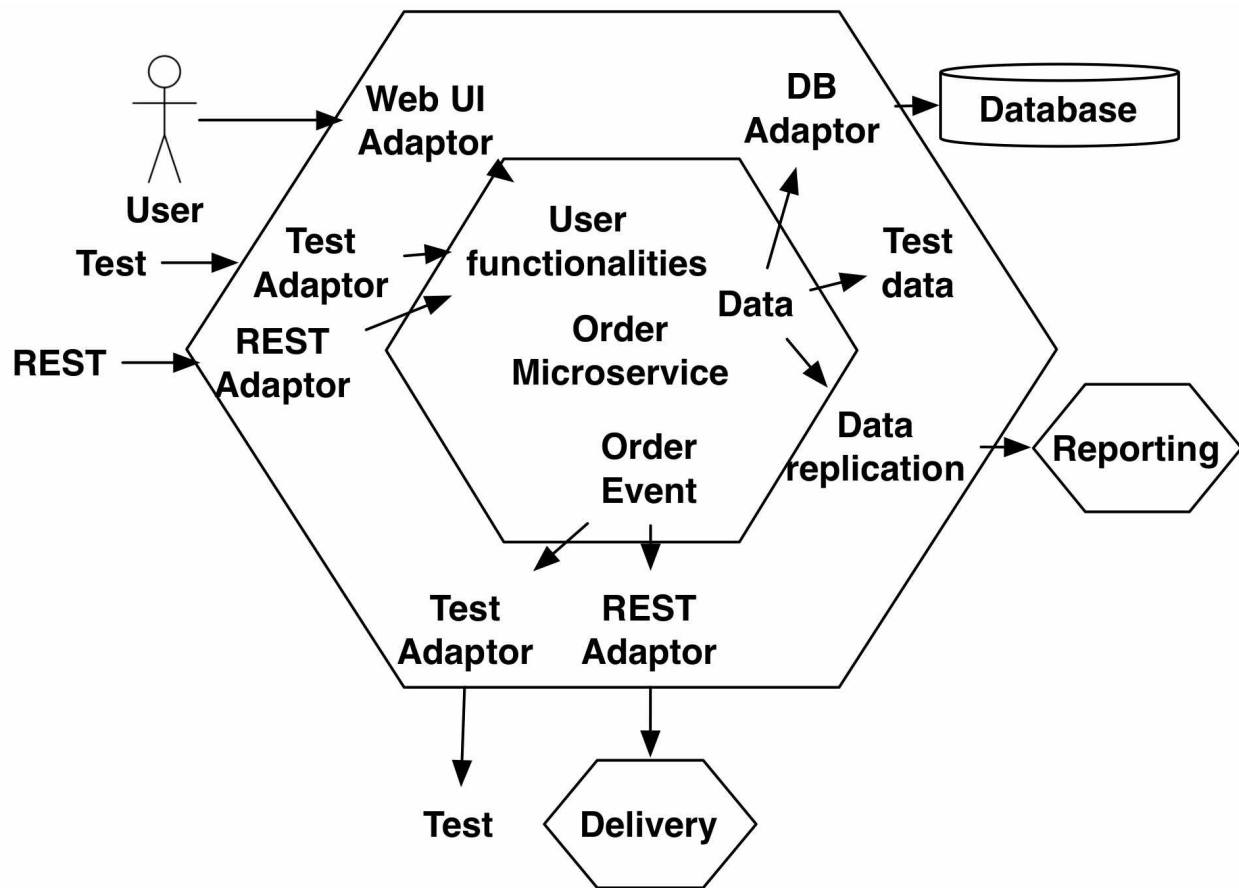 Web UI
Adaptor
DB
Adaptor
Database
User
Test
Test
Adaptor
User
functionalities
Test
data
Data
REST
REST
Adaptor
Order
Microservice
Order
Event
Data
replication
Reporting
Test
Adaptor
REST
Adaptor
Test
Delivery